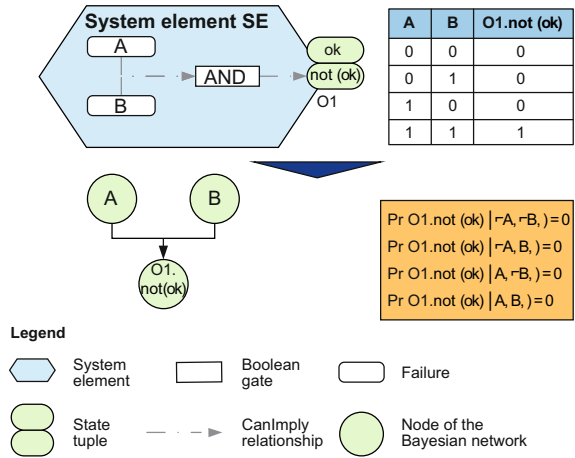 System element SE
A
B
AND
ok
not (ok)
O1
A B O1.not (ok)
0 0 0
0 1 0
1 0 0
1 1 1
A
B
O1.
not(ok)
Pr O1.not (ok) | ¬A, ¬B, ) = 0
Pr O1.not (ok) | ¬A, B, ) = 0
Pr O1.not (ok) | A, ¬B, ) = 0
Pr O1.not (ok) | A, B, ) = 0
Legend
System
element
Boolean
gate
Failure
State
tuple
CanImply
relationship
Node of the
Bayesian network